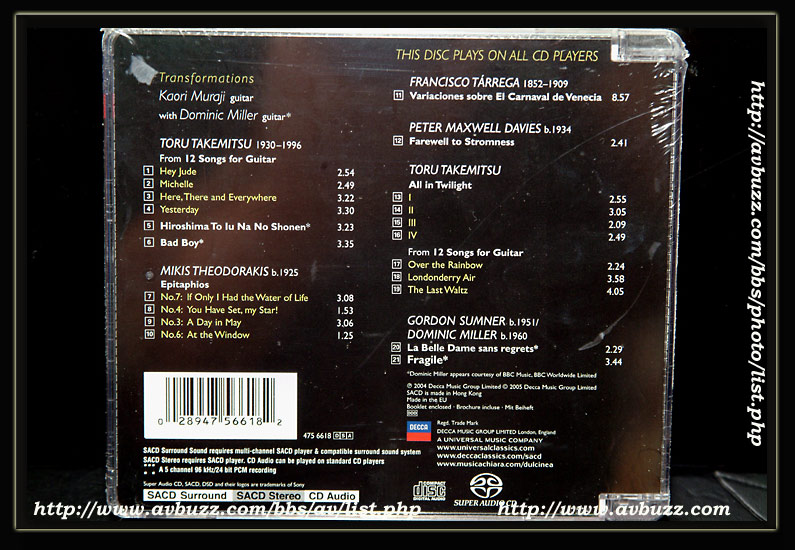 THIS DISC PLAYS ON ALL CD PLAYERS
Transformations
Kaori Muraji guitar
with Dominic Miller guitar*
TORU TAKEMITSU 1930–1996
From 12 Songs for Guitar
1 Hey Jude 2.54
2 Michelle 2.49
3 Here, There and Everywhere 3.22
4 Yesterday 3.30
5 Hiroshima To Iu Na No Shonen* 3.23
6 Bad Boy* 3.35
MIKIS THEODORAKIS b.1925
Epitaphios
7 No.7: If Only I Had the Water of Life 3.08
8 No.4: You Have Set, my Star! 1.53
9 No.3: A Day in May 3.06
10 No.6: At the Window 1.25
FRANCISCO TÁRREGA 1852–1909
11 Variaciones sobre El Carnaval de Venecia 8.57
PETER MAXWELL DAVIES b.1934
12 Farewell to Stromness 2.41
TORU TAKEMITSU
All in Twilight
13 I 2.55
14 II 3.05
15 III 2.09
16 IV 2.49
From 12 Songs for Guitar
17 Over the Rainbow 2.24
18 Londonderry Air 3.58
19 The Last Waltz 4.05
GORDON SUMNER b.1951/
DOMINIC MILLER b.1960
20 La Belle Dame sans regrets* 2.29
21 Fragile* 3.44
*Dominic Miller appears courtesy of BBC Music, BBC Worldwide Limited
℗ 2004 Decca Music Group Limited © 2005 Decca Music Group Limited
SACD is made in Hong Kong
Made in the EU
Booklet enclosed · Brochure incluse · Mit Beiheft
DDD
DECCA
Regd. Trade Mark
DECCA MUSIC GROUP LIMITED London, England
A UNIVERSAL MUSIC COMPANY
www.universalclassics.com
www.deccaclassics.com/sacd
www.musicachiara.com/dulcinea
0 28947 56618 2
475 6618 DSA
SACD Surround Sound requires multi-channel SACD player & compatible surround sound system
SACD Stereo requires SACD player. CD Audio can be played on standard CD players
A 5 channel 96 kHz/24 bit PCM recording
Super Audio CD, SACD, DSD and their logos are trademarks of Sony
SACD Surround SACD Stereo CD Audio
COMPACT
disc
DIGITAL AUDIO
SUPER AUDIO CD
http://www.avbuzz.com/bbs/av/list.php
http://www.avbuzz.com
http://avbuzz.com/bbs/photo/list.php